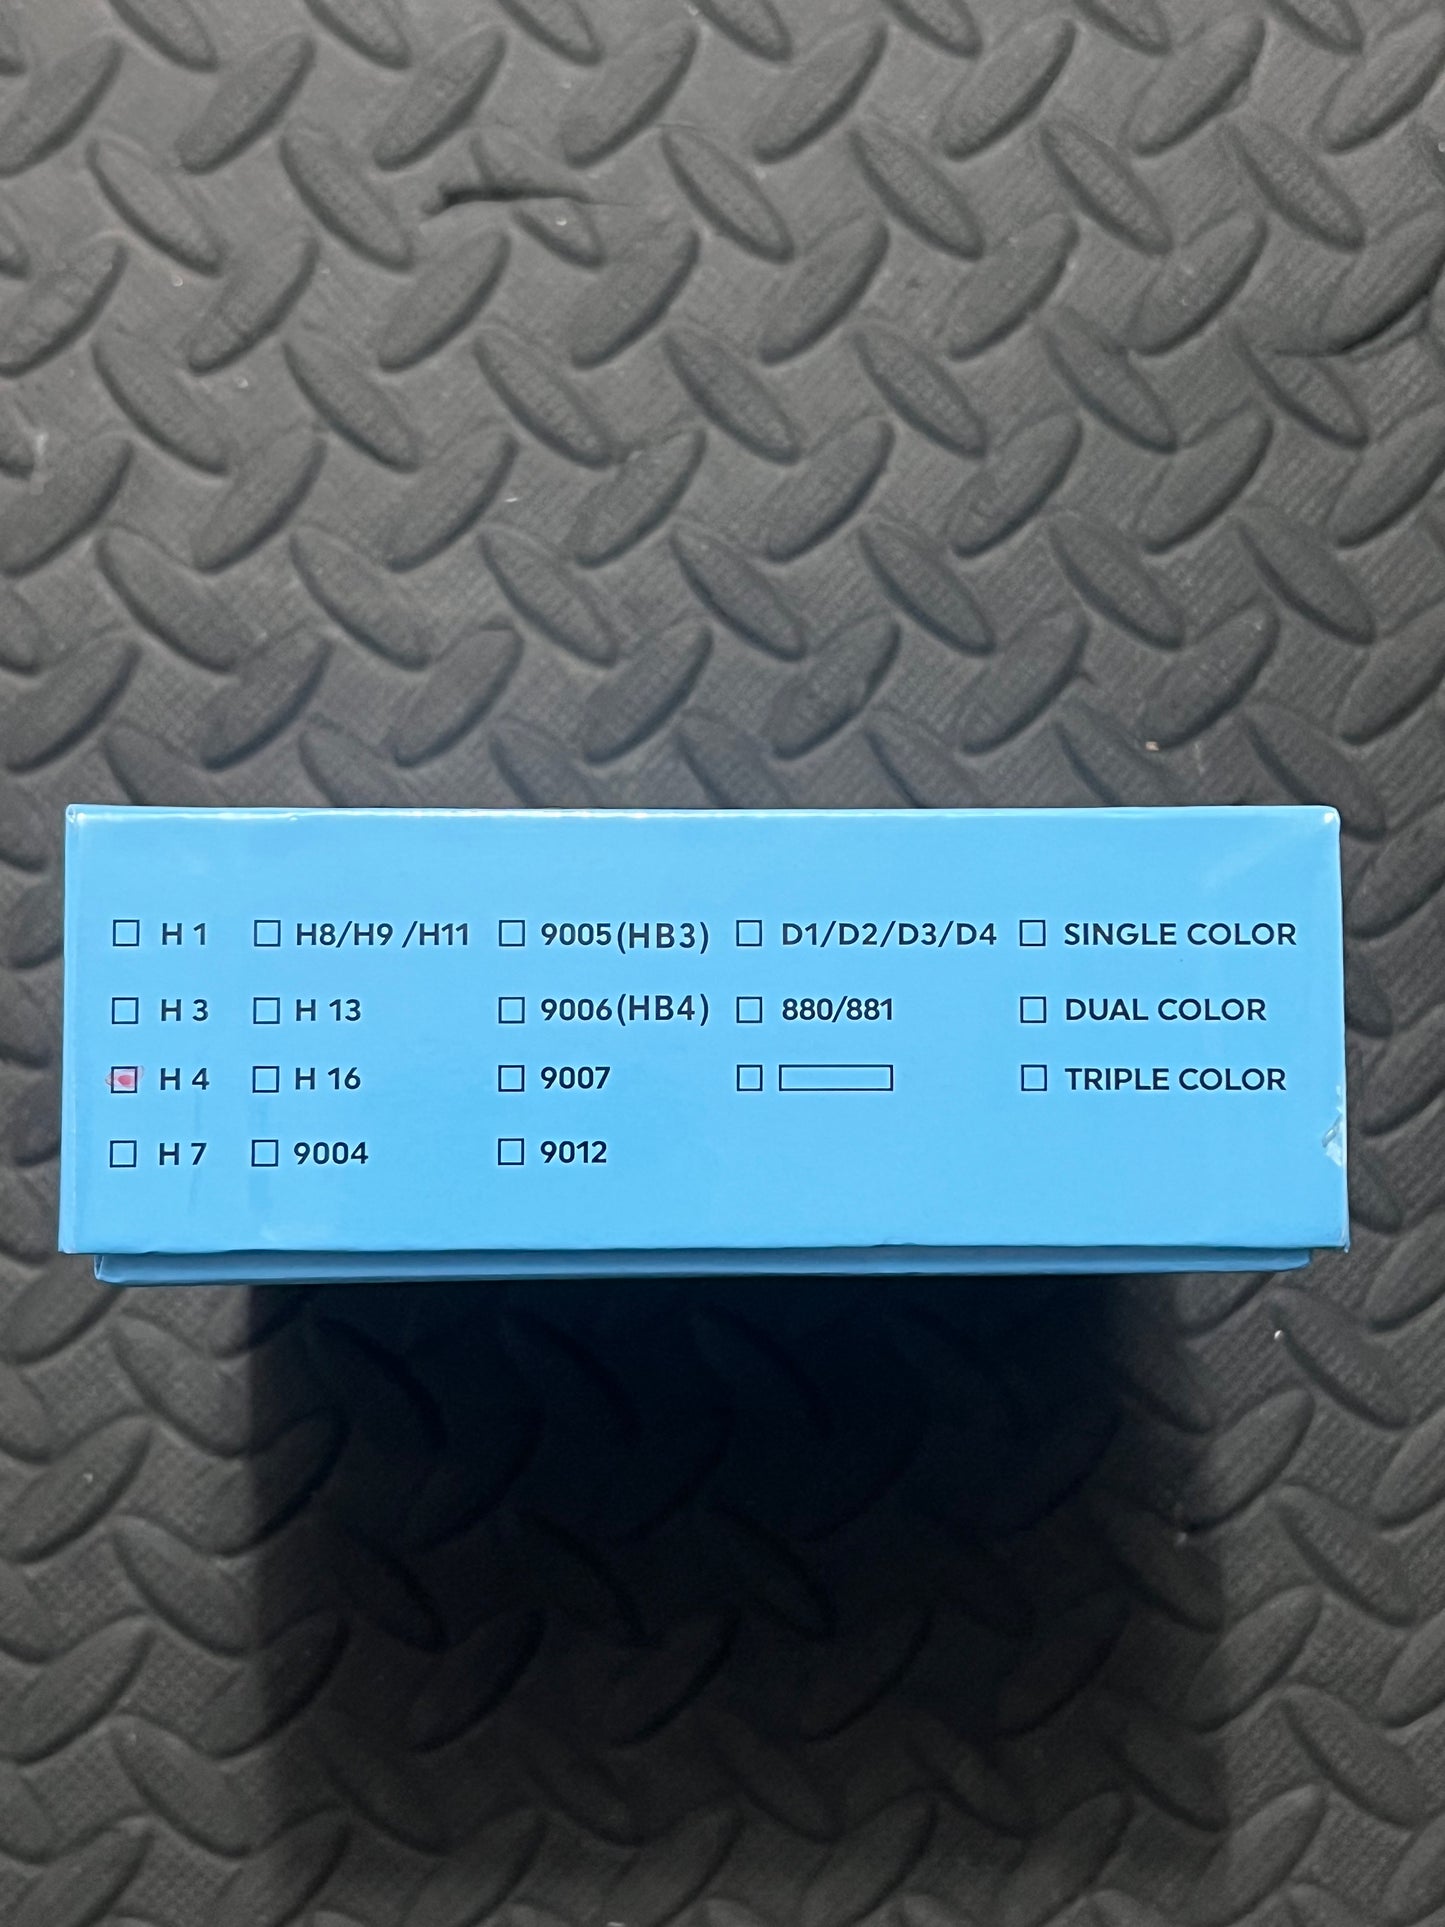 ☐ H 1 ☐ H8/H9 /H11 ☐ 9005(HB3) ☐ D1/D2/D3/D4 ☐ SINGLE COLOR
☐ H 3 ☐ H 13 ☐ 9006(HB4) ☐ 880/881 ☐ DUAL COLOR
☒ H 4 ☐ H 16 ☐ 9007 ☐ ☐ TRIPLE COLOR
☐ H 7 ☐ 9004 ☐ 9012